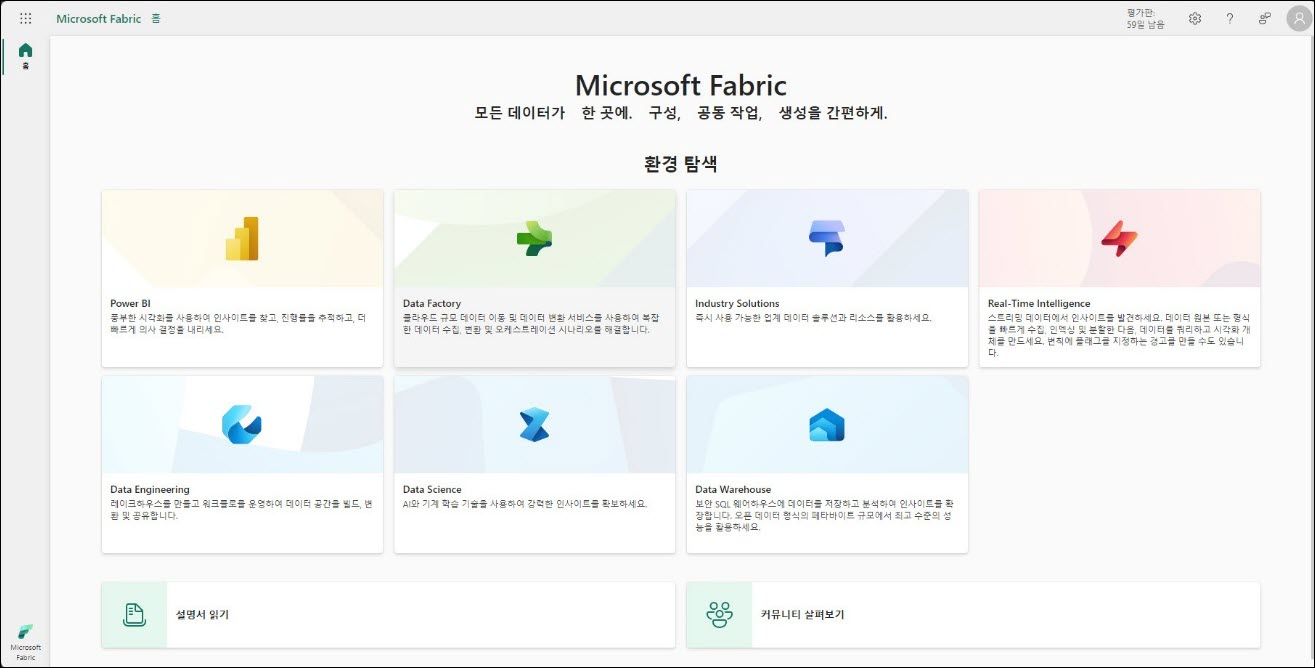 Microsoft Fabric 홈
평가판:
59일 남음
홈
Microsoft Fabric
모든 데이터가 한 곳에. 구성, 공동 작업, 생성을 간편하게.
환경 탐색
Power BI
풍부한 시각화를 사용하여 인사이트를 찾고, 진행률을 추적하고, 더
빠르게 의사 결정을 내리세요.
Data Factory
클라우드 규모 데이터 이동 및 데이터 변환 서비스를 사용하여 복잡
한 데이터 수집, 변환 및 오케스트레이션 시나리오를 해결합니다.
Industry Solutions
즉시 사용 가능한 업계 데이터 솔루션과 리소스를 활용하세요.
Real-Time Intelligence
스트리밍 데이터에서 인사이트를 발견하세요. 데이터 원본 또는 형식
을 빠르게 수집, 인덱싱 및 분할한 다음, 데이터를 쿼리하고 시각화 개
체를 만드세요. 변칙에 플래그를 지정하는 경고를 만들 수도 있습니
다.
Data Engineering
레이크하우스를 만들고 워크플로를 운영하여 데이터 공간을 빌드, 변
환 및 공유합니다.
Data Science
AI와 기계 학습 기술을 사용하여 강력한 인사이트를 확보하세요.
Data Warehouse
보안 SQL 웨어하우스에 데이터를 저장하고 분석하여 인사이트를 확
장합니다. 오픈 데이터 형식의 페타바이트 규모에서 최고 수준의 성
능을 활용하세요.
설명서 읽기
커뮤니티 살펴보기
Microsoft
Fabric